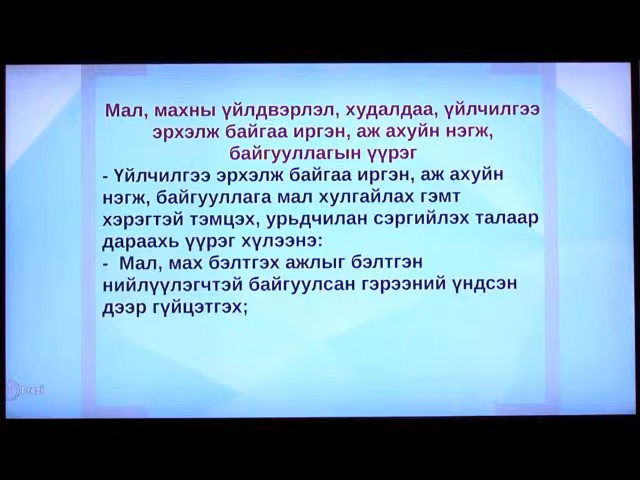 Мал, махны үйлдвэрлэл, худалдаа, үйлчилгээ
эрхэлж байгаа иргэн, аж ахуйн нэгж,
байгууллагын үүрэг
- Үйлчилгээ эрхэлж байгаа иргэн, аж ахуйн
нэгж, байгууллага мал хулгайлах гэмт
хэрэгтэй тэмцэх, урьдчилан сэргийлэх талаар
дараахь үүрэг хүлээнэ:
- Мал, мах бэлтгэх ажлыг бэлтгэн
нийлүүлэгчтэй байгуулсан гэрээний үндсэн
дээр гүйцэтгэх;
Prezi